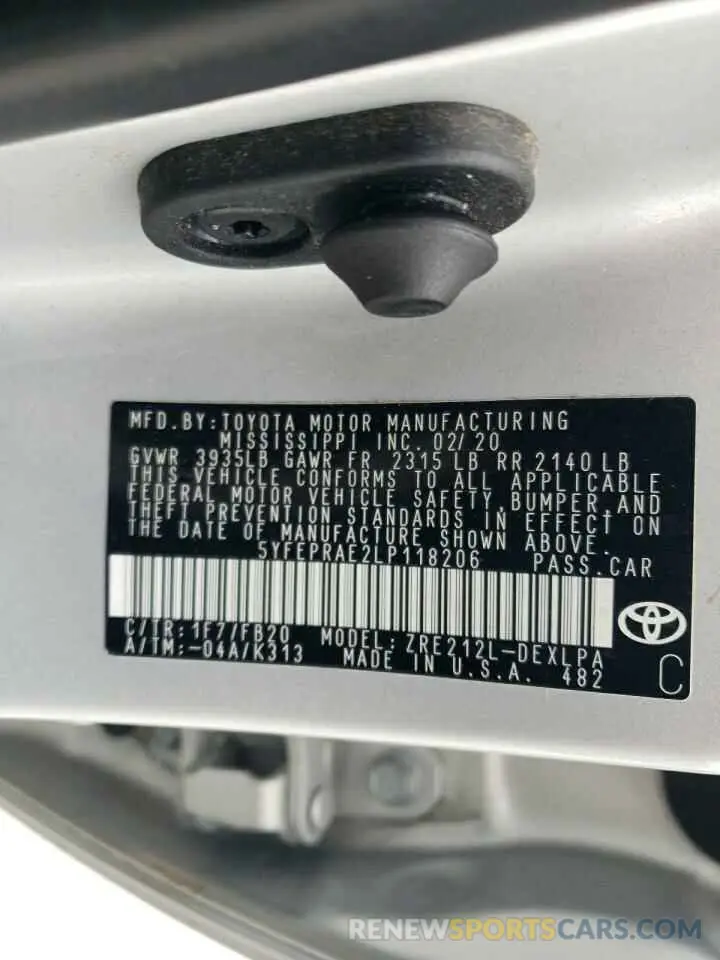 MFD. BY: TOYOTA MOTOR MANUFACTURING
MISSISSIPPI INC. 02/20
GVWR 3935LB GAWR FR 2315 LB RR 2140 LB
THIS VEHICLE CONFORMS TO ALL APPLICABLE
FEDERAL MOTOR VEHICLE SAFETY, BUMPER, AND
THEFT PREVENTION STANDARDS IN EFFECT ON
THE DATE OF MANUFACTURE SHOWN ABOVE.
5YFEPRAE2LP118206 PASS. CAR
C/TR: 1F7/FB20 MODEL: ZRE212L-DEXLPA
A/TM: -04A/K313 MADE IN U.S.A. 482
C
RENEWSPORTSCARS.COM